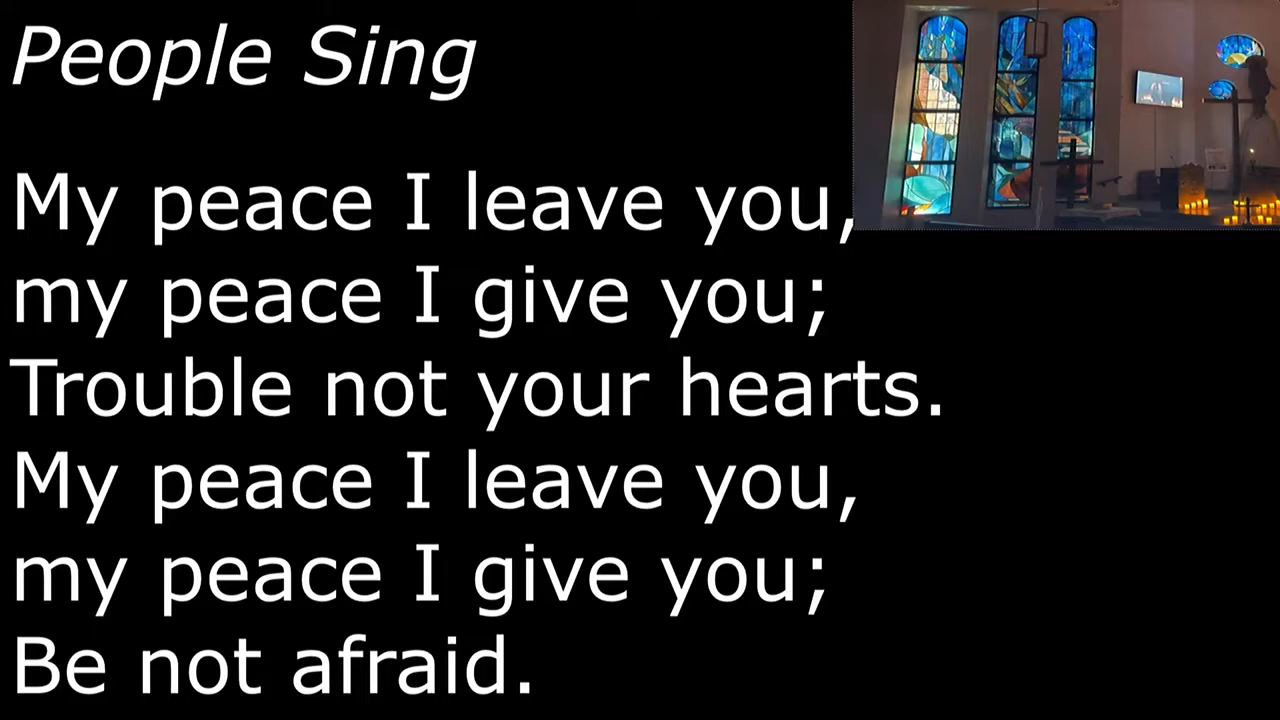 People Sing
My peace I leave you,
my peace I give you;
Trouble not your hearts.
My peace I leave you,
my peace I give you;
Be not afraid.